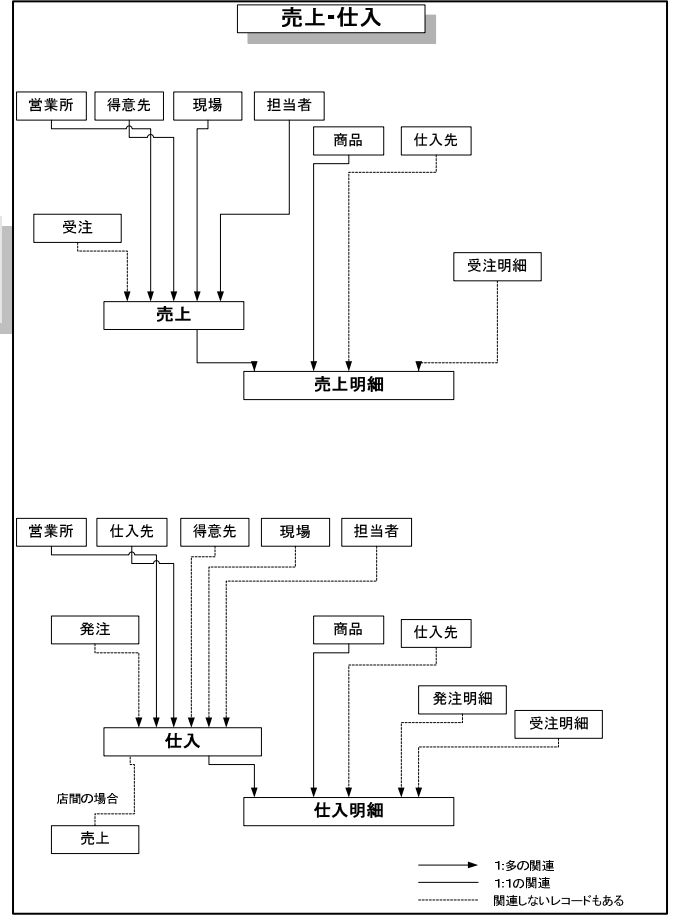 売上・仕入
営業所
得意先
現場
担当者
商品
仕入先
受注
受注明細
売上
売上明細
営業所
仕入先
得意先
現場
担当者
発注
商品
仕入先
発注明細
受注明細
仕入
店間の場合
仕入明細
売上
1:多の関連
1:1の関連
関連しないレコードもある